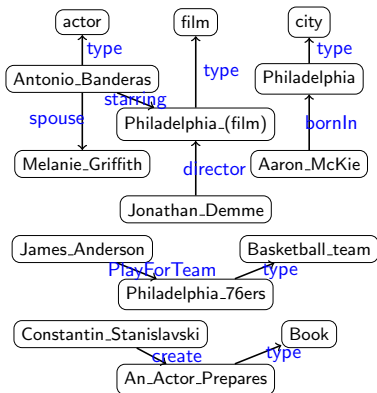 actor
film
city
type
type
type
Antonio_Banderas
Philadelphia
starring
Philadelphia_(film)
spouse
bornIn
Melanie_Griffith
director
Aaron_McKie
Jonathan_Demme
James_Anderson
Basketball_team
PlayForTeam
type
Philadelphia_76ers
Constantin_Stanislavski
Book
create
type
An_Actor_Prepares